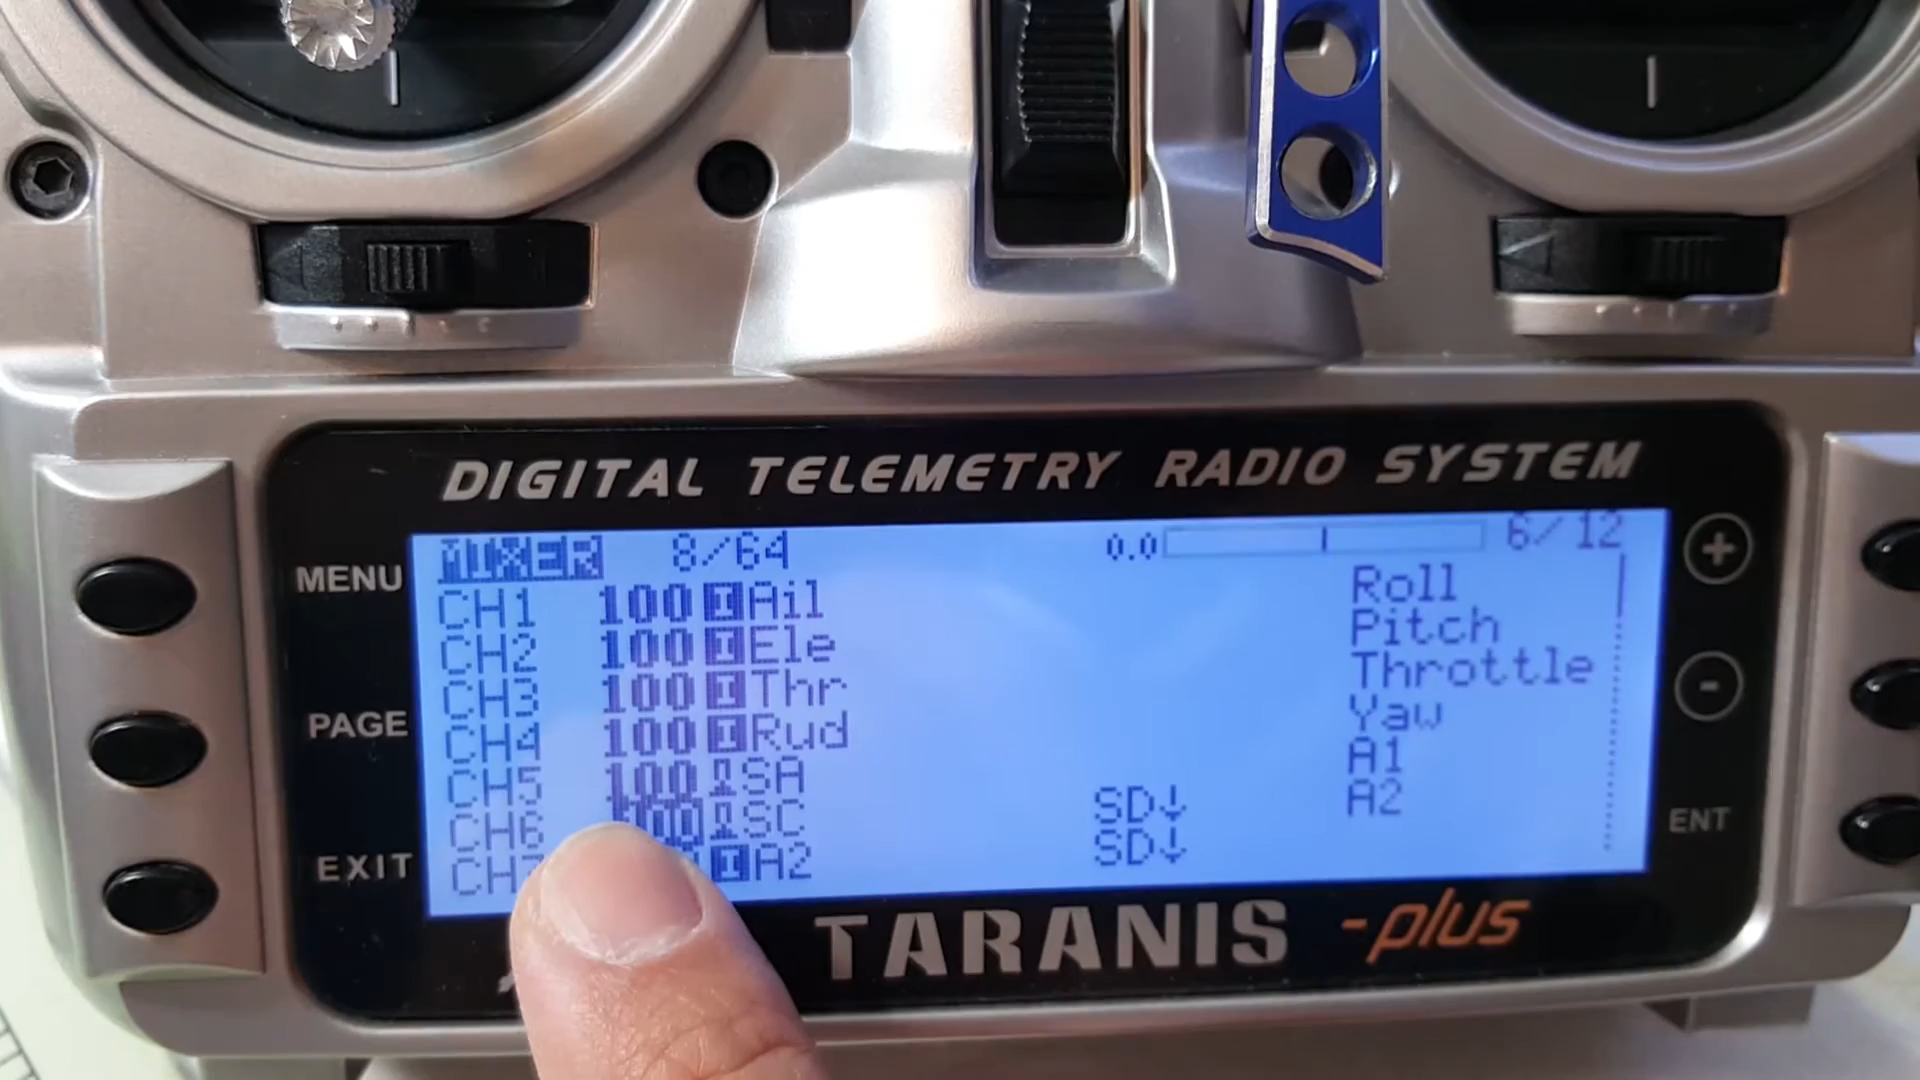 DIGITAL TELEMETRY RADIO SYSTEM
MIXER 8/64 0.0 6/12
CH1 100 I Ail Roll
CH2 100 I Ele Pitch
CH3 100 I Thr Throttle
CH4 100 I Rud Yaw
CH5 100 SA SD↓ A1
CH6 100 SC SD↓ A2
I A2
MENU
PAGE
EXIT
+
-
ENT
TARANIS -plus